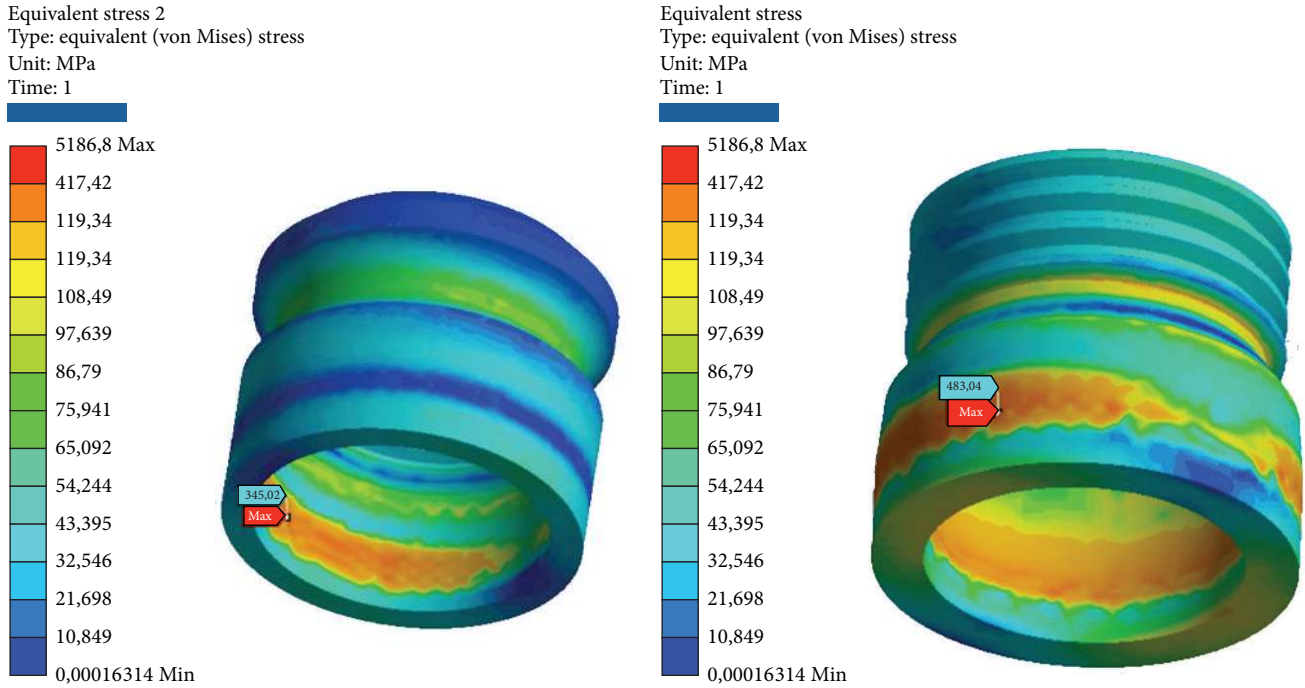 Equivalent stress 2
Type: equivalent (von Mises) stress
Unit: MPa
Time: 1
5186,8 Max
417,42
119,34
119,34
108,49
97,639
86,79
75,941
65,092
54,244
43,395
32,546
21,698
10,849
0,00016314 Min
345,02
Max
Equivalent stress
Type: equivalent (von Mises) stress
Unit: MPa
Time: 1
5186,8 Max
417,42
119,34
119,34
108,49
97,639
86,79
75,941
65,092
54,244
43,395
32,546
21,698
10,849
0,00016314 Min
483,04
Max